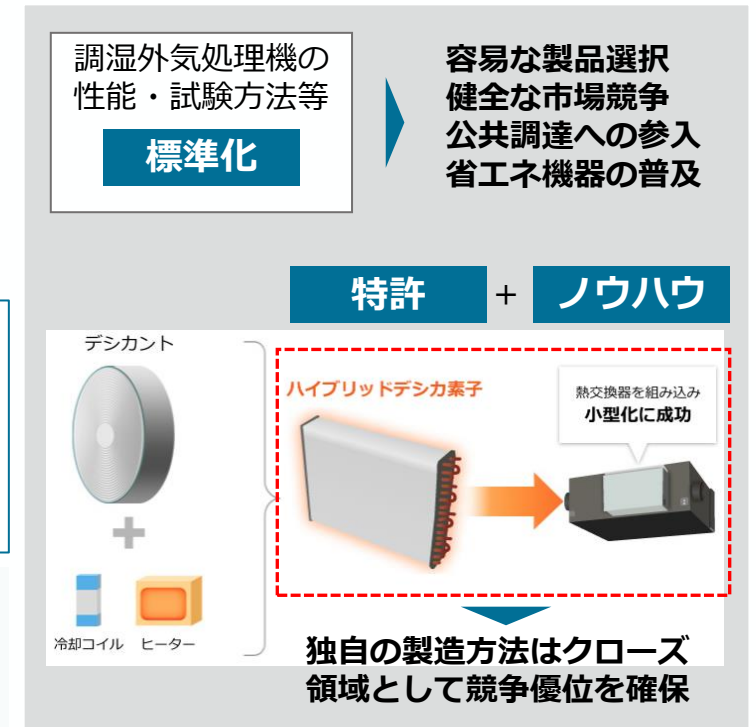 調湿外気処理機の
性能・試験方法等
標準化
容易な製品選択
健全な市場競争
公共調達への参入
省エネ機器の普及
特許 + ノウハウ
デシカント
ハイブリッドデシカ素子
熱交換器を組み込み
小型化に成功
冷却コイル ヒーター
独自の製造方法はクローズ
領域として競争優位を確保